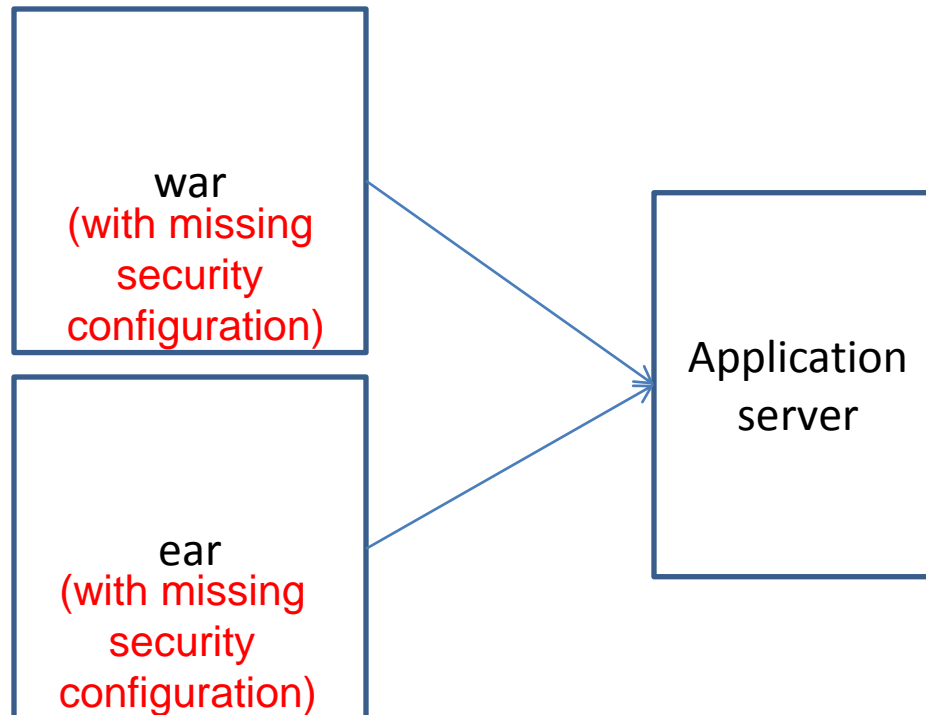 war
(with missing
security
configuration)
ear
(with missing
security
configuration)
Application
server